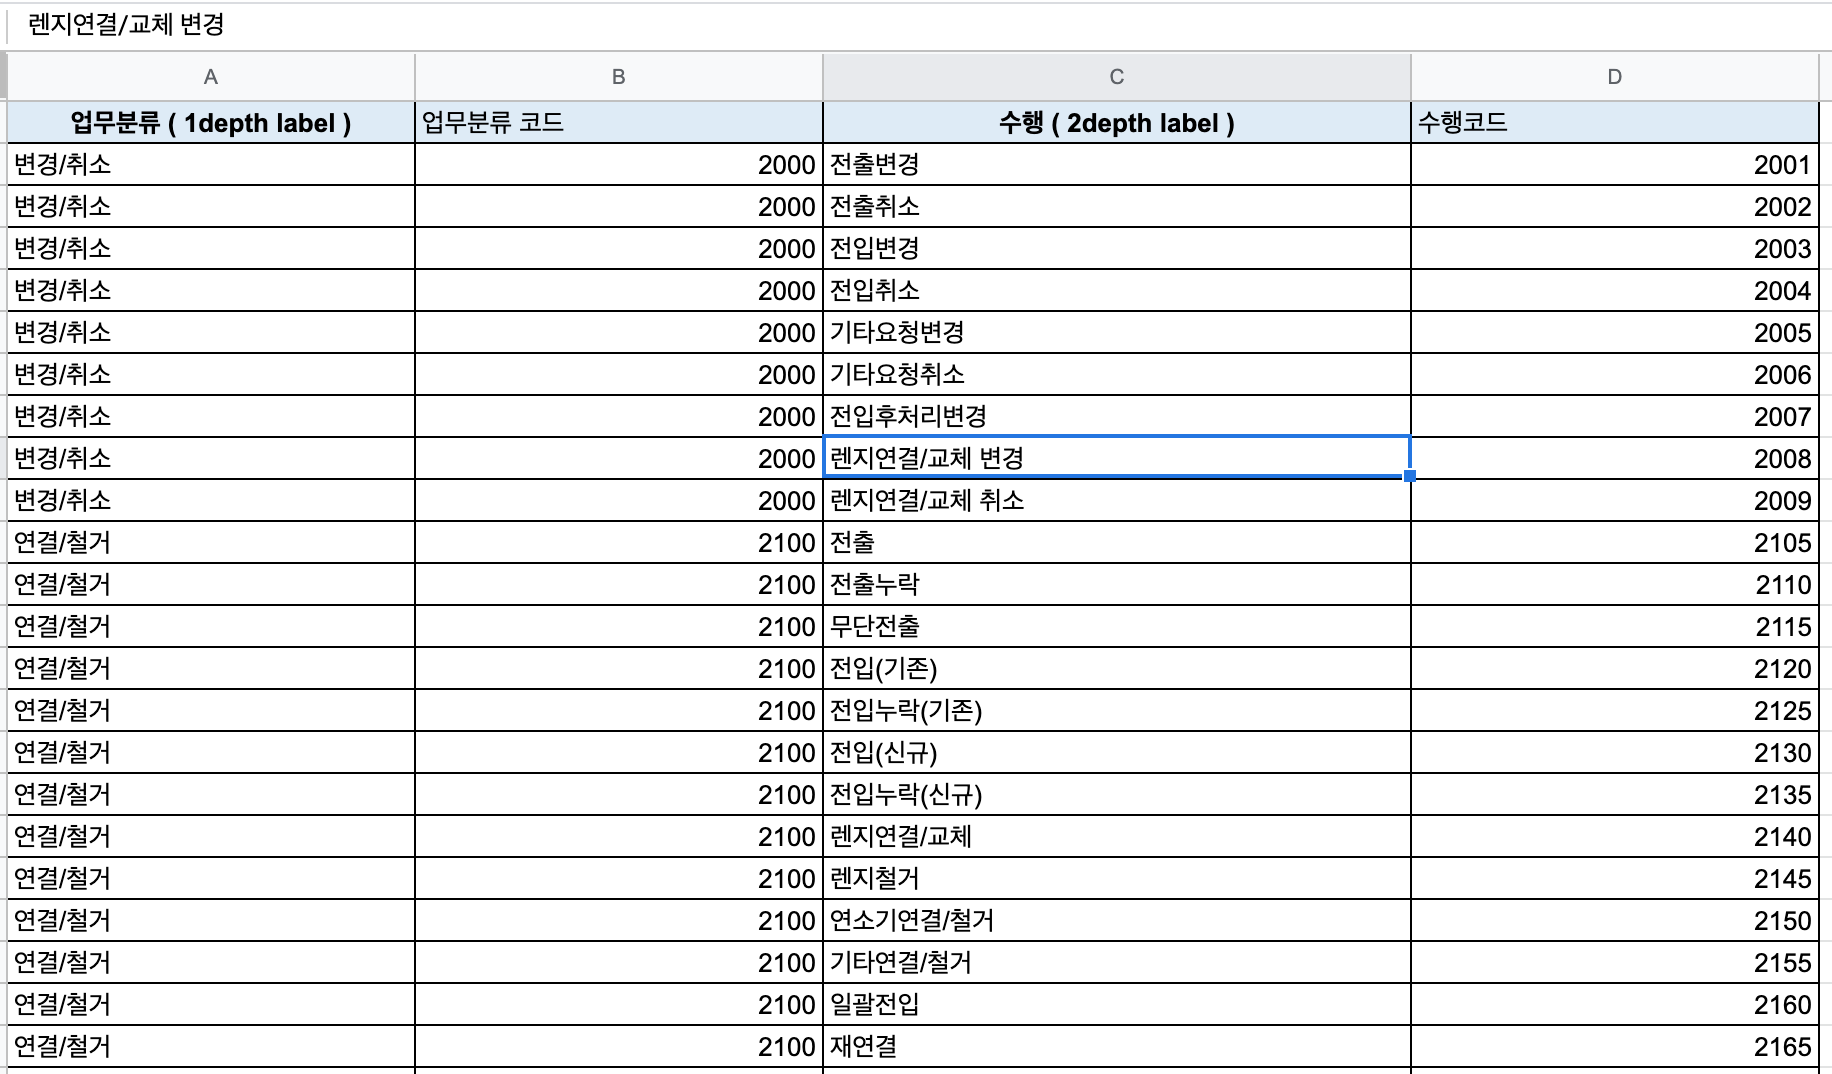 렌지연결/교체 변경
A B C D
업무분류 ( 1depth label ) 업무분류 코드 수행 ( 2depth label ) 수행코드
변경/취소 2000 전출변경 2001
변경/취소 2000 전출취소 2002
변경/취소 2000 전입변경 2003
변경/취소 2000 전입취소 2004
변경/취소 2000 기타요청변경 2005
변경/취소 2000 기타요청취소 2006
변경/취소 2000 전입후처리변경 2007
변경/취소 2000 렌지연결/교체 변경 2008
변경/취소 2000 렌지연결/교체 취소 2009
연결/철거 2100 전출 2105
연결/철거 2100 전출누락 2110
연결/철거 2100 무단전출 2115
연결/철거 2100 전입(기존) 2120
연결/철거 2100 전입누락(기존) 2125
연결/철거 2100 전입(신규) 2130
연결/철거 2100 전입누락(신규) 2135
연결/철거 2100 렌지연결/교체 2140
연결/철거 2100 렌지철거 2145
연결/철거 2100 연소기연결/철거 2150
연결/철거 2100 기타연결/철거 2155
연결/철거 2100 일괄전입 2160
연결/철거 2100 재연결 2165